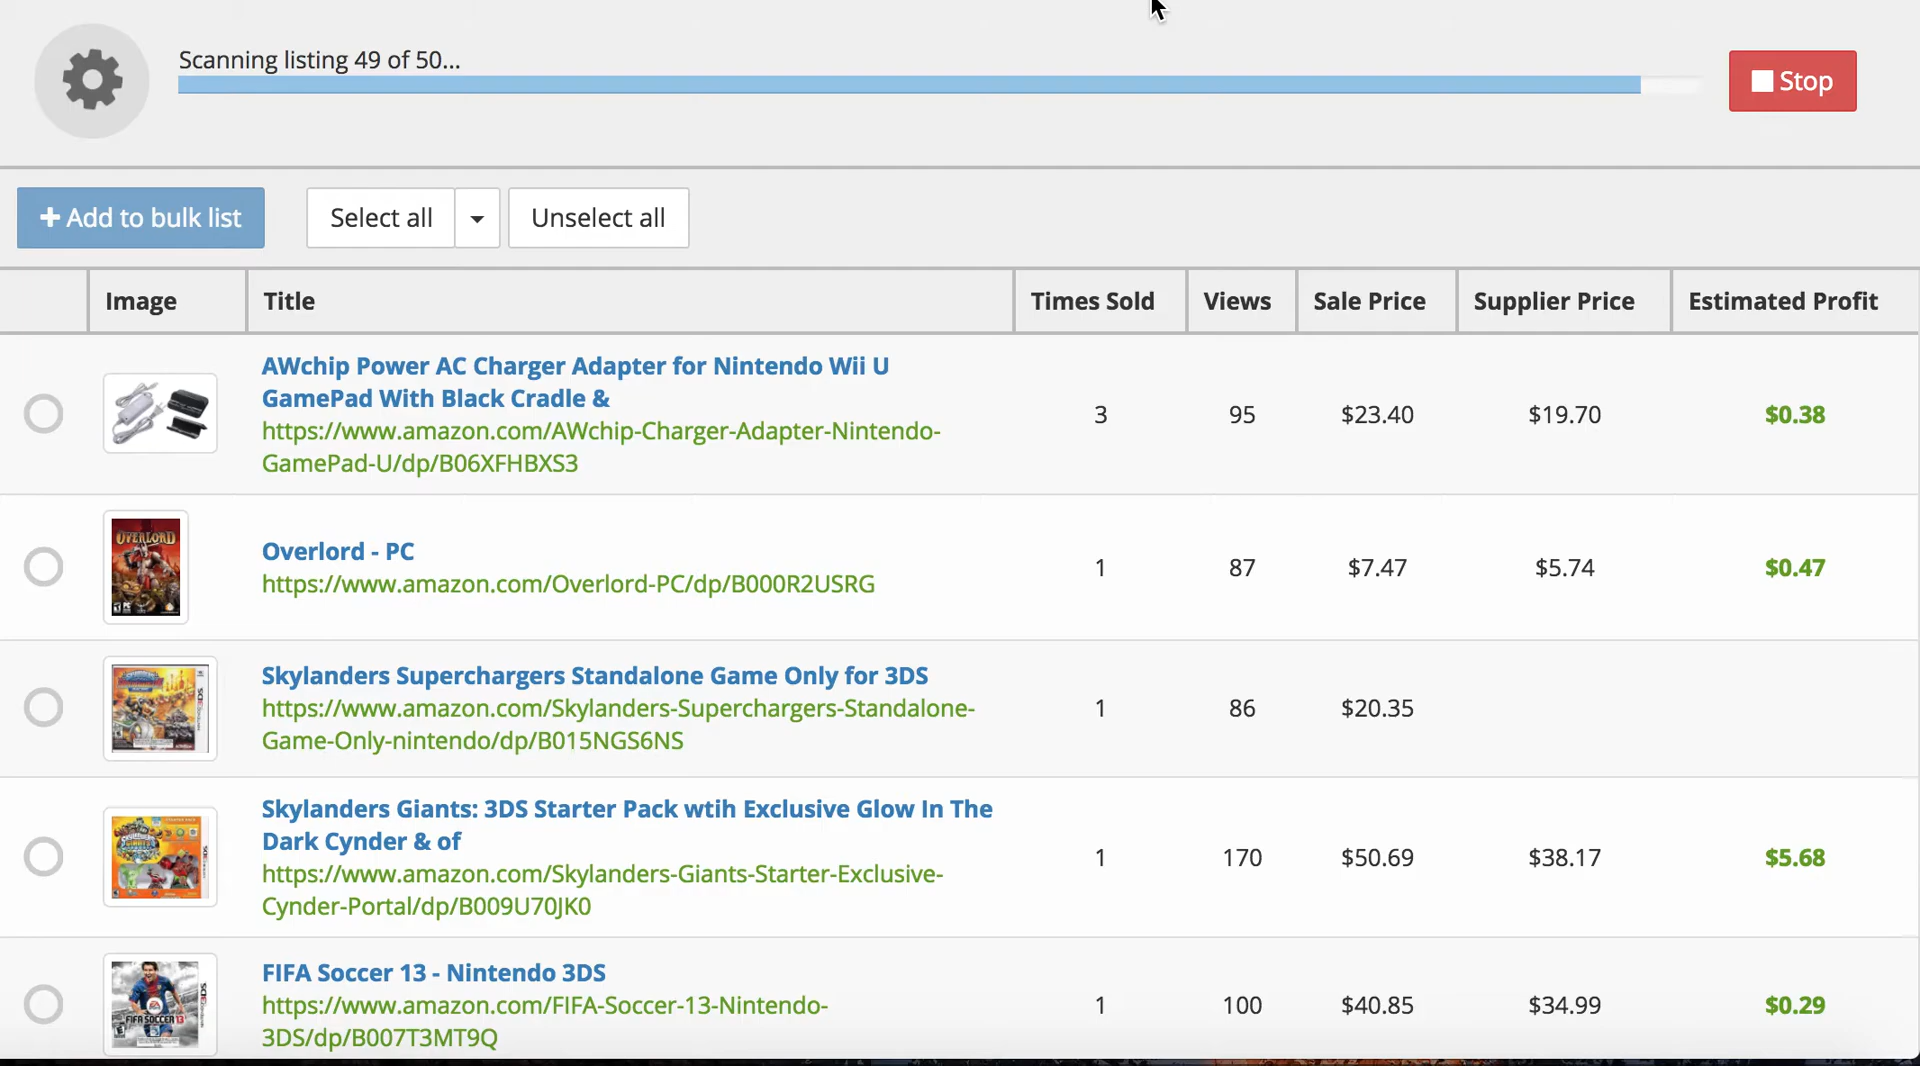 Scanning listing 49 of 50...
Stop
Add to bulk list
Select all
Unselect all
Image Title Times Sold Views Sale Price Supplier Price Estimated Profit
AWchip Power AC Charger Adapter for Nintendo Wii U
GamePad With Black Cradle &
https://www.amazon.com/AWchip-Charger-Adapter-Nintendo-
GamePad-U/dp/B06XFHBXS3
3 95 $23.40 $19.70 $0.38
OVERLORD
Overlord - PC
https://www.amazon.com/Overlord-PC/dp/B000R2USRG
1 87 $7.47 $5.74 $0.47
Skylanders Superchargers Standalone Game Only for 3DS
https://www.amazon.com/Skylanders-Superchargers-Standalone-
Game-Only-nintendo/dp/B015NGS6NS
1 86 $20.35
Skylanders Giants: 3DS Starter Pack wtih Exclusive Glow In The
Dark Cynder & of
https://www.amazon.com/Skylanders-Giants-Starter-Exclusive-
Cynder-Portal/dp/B009U70JK0
1 170 $50.69 $38.17 $5.68
FIFA SOCCER 13
FIFA Soccer 13 - Nintendo 3DS
https://www.amazon.com/FIFA-Soccer-13-Nintendo-
3DS/dp/B007T3MT9Q
1 100 $40.85 $34.99 $0.29